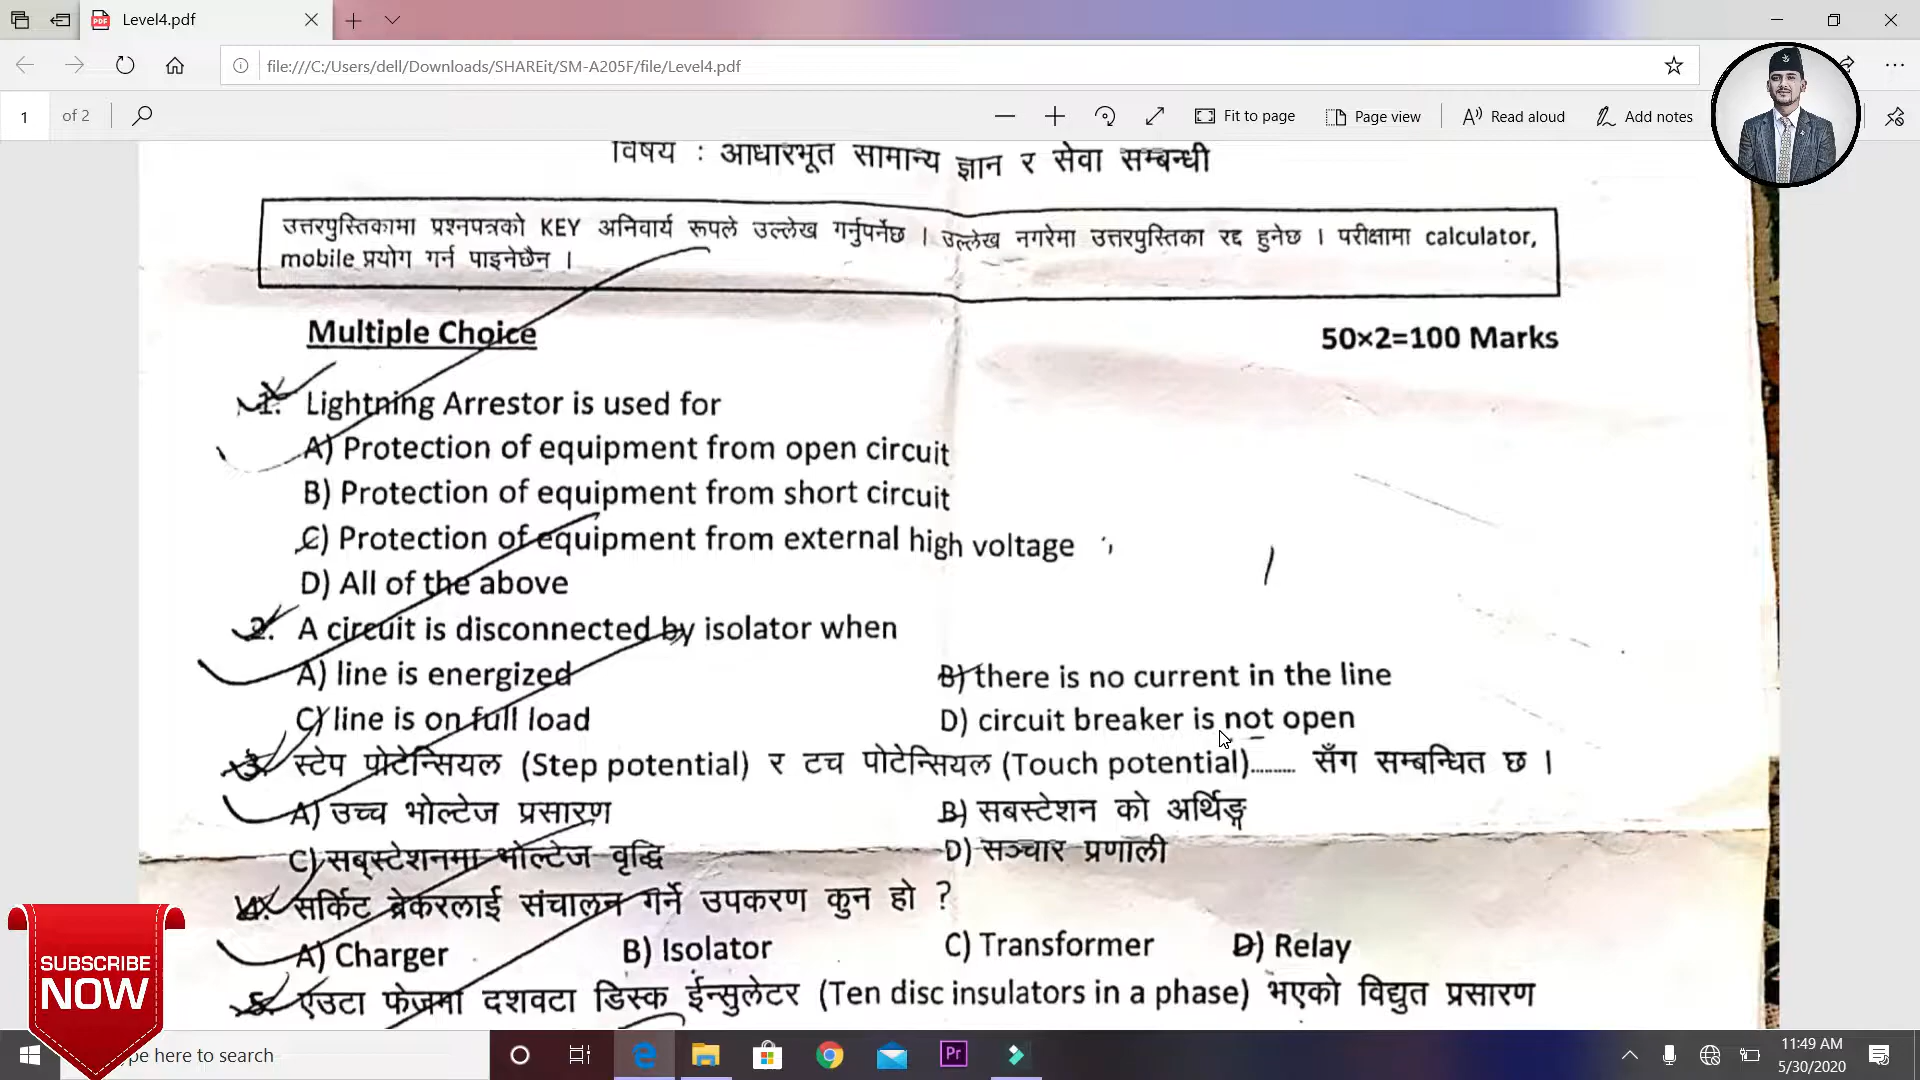 Level4.pdf
file:///C:/Users/dell/Downloads/SHAREit/SM-A205F/file/Level4.pdf
1 of 2 Fit to page Page view Read aloud Add notes
विषय : आधारभूत सामान्य ज्ञान र सेवा सम्बन्धी
उत्तरपुस्तिकामा प्रश्नपत्रको KEY अनिवार्य रूपले उल्लेख गर्नुपर्नेछ । उल्लेख नगरेमा उत्तरपुस्तिका रद्द हुनेछ । परीक्षामा calculator,
mobile प्रयोग गर्न पाइनेछैन ।
Multiple Choice 50×2=100 Marks
1. Lightning Arrestor is used for
A) Protection of equipment from open circuit
B) Protection of equipment from short circuit
C) Protection of equipment from external high voltage
D) All of the above
2. A circuit is disconnected by isolator when
A) line is energized B) there is no current in the line
C) line is on full load D) circuit breaker is not open
3. स्टेप पोटेन्सियल (Step potential) र टच पोटेन्सियल (Touch potential)......... सँग सम्बन्धित छ ।
A) उच्च भोल्टेज प्रसारण B) सबस्टेशन को अर्थिङ्ग
C) सब्स्टेशनमा भोल्टेज वृद्धि D) सञ्चार प्रणाली
4. सर्किट ब्रेकरलाई संचालन गर्ने उपकरण कुन हो ?
A) Charger B) Isolator C) Transformer D) Relay
5. एउटा फेजमा दशवटा डिस्क ईन्सुलेटर (Ten disc insulators in a phase) भएको विद्युत प्रसारण
SUBSCRIBE
NOW
pe here to search
Pr
11:49 AM
5/30/2020